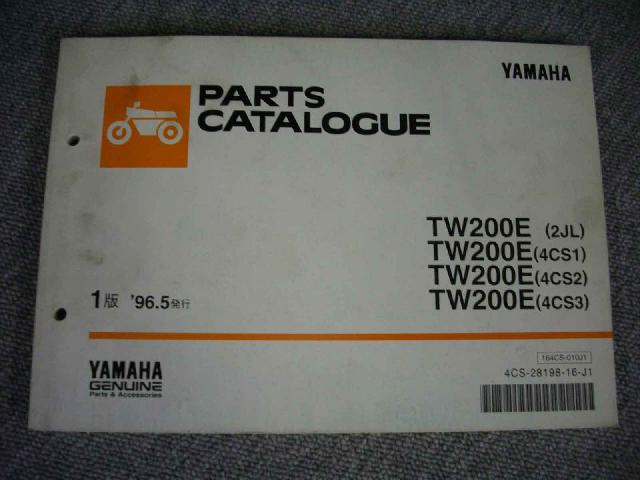 YAMAHA
PARTS
CATALOGUE
TW200E (2JL)
TW200E(4CS1)
TW200E(4CS2)
TW200E(4CS3)
1版 '96.5発行
164CS-010J1
4CS-28198-16-J1
YAMAHA
GENUINE
Parts & Accessories